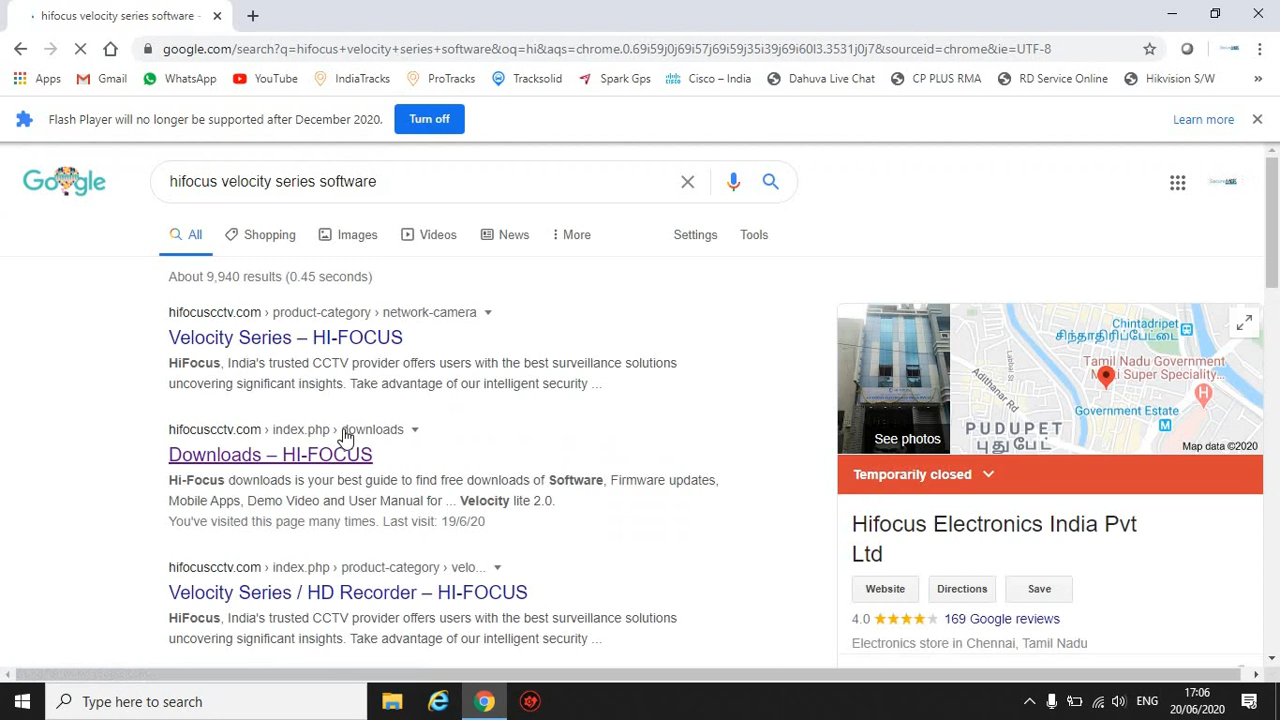 hifocus velocity series software -
google.com/search?q=hifocus+velocity+series+software&oq=hi&aqs=chrome.0.69i59j0j69i57j69i59j35i39j69i60l3.3531j0j7&sourceid=chrome&ie=UTF-8
Apps Gmail WhatsApp YouTube IndiaTracks ProTracks Tracksolid Spark Gps Cisco – India Dahuva Live Chat CP PLUS RMA RD Service Online Hikvision S/W »
Flash Player will no longer be supported after December 2020. Turn off Learn more
Google hifocus velocity series software
All Shopping Images Videos News More Settings Tools
About 9,940 results (0.45 seconds)
hifocuscctv.com › product-category › network-camera
Velocity Series – HI-FOCUS
HiFocus, India's trusted CCTV provider offers users with the best surveillance solutions
uncovering significant insights. Take advantage of our intelligent security ...
hifocuscctv.com › index.php › downloads
Downloads – HI-FOCUS
Hi-Focus downloads is your best guide to find free downloads of Software, Firmware updates,
Mobile Apps, Demo Video and User Manual for ... Velocity lite 2.0.
You've visited this page many times. Last visit: 19/6/20
hifocuscctv.com › index.php › product-category › velo...
Velocity Series / HD Recorder – HI-FOCUS
HiFocus, India's trusted CCTV provider offers users with the best surveillance solutions
uncovering significant insights. Take advantage of our intelligent security ...
See photos
Chintadripet
சிந்தாதிரிப்பேட்டை
Tamil Nadu Government
Multi Super Speciality...
Adithanar Rd
Government Estate
PUDUPET
புதுபேட்
Map data ©2020
Temporarily closed
Hifocus Electronics India Pvt
Ltd
Website Directions Save
4.0 169 Google reviews
Electronics store in Chennai, Tamil Nadu
Type here to search
ENG
17:06
20/06/2020